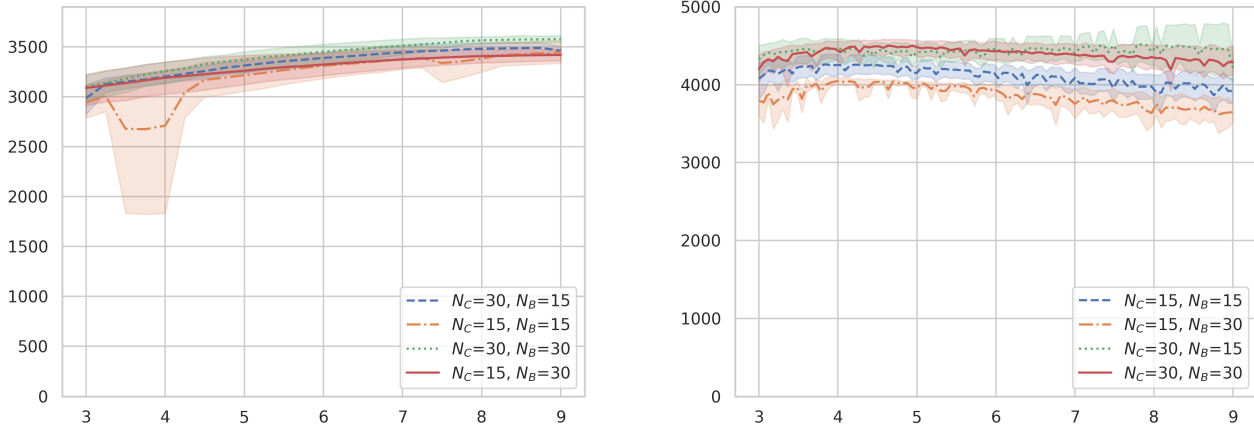 3500
3000
2500
2000
1500
1000
500
0
3 4 5 6 7 8 9
N_C=30, N_B=15
N_C=15, N_B=15
N_C=30, N_B=30
N_C=15, N_B=30
5000
4000
3000
2000
1000
0
3 4 5 6 7 8 9
N_C=15, N_B=15
N_C=15, N_B=30
N_C=30, N_B=15
N_C=30, N_B=30